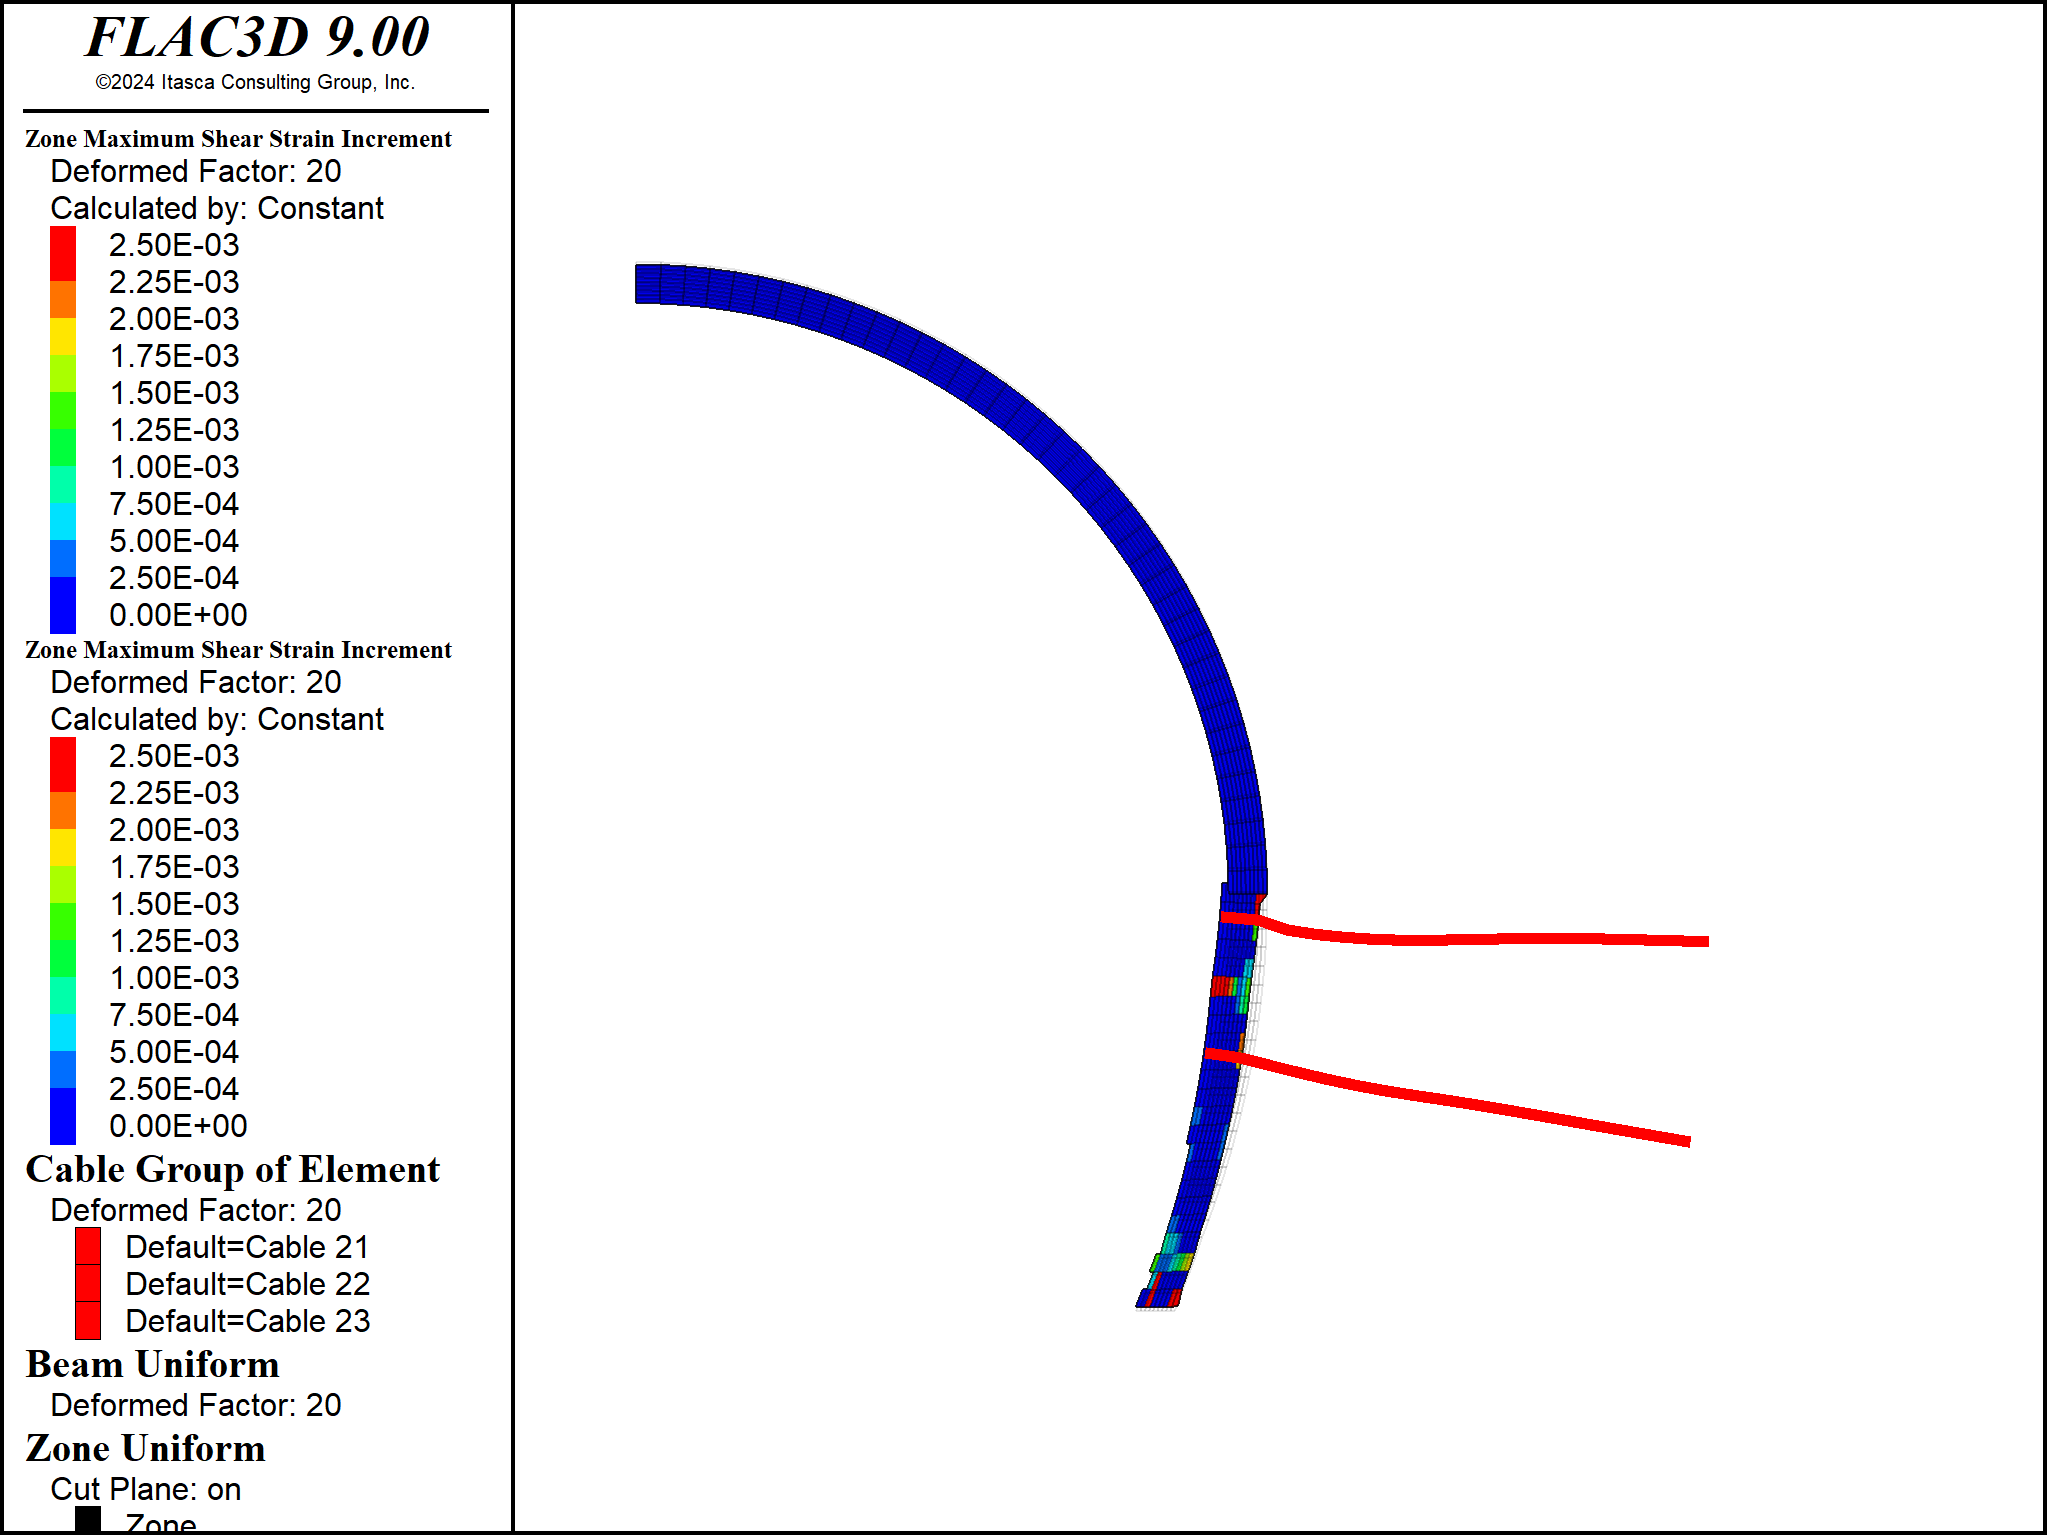 FLAC3D 9.00
©2024 Itasca Consulting Group, Inc.
Zone Maximum Shear Strain Increment
Deformed Factor: 20
Calculated by: Constant
2.50E-03
2.25E-03
2.00E-03
1.75E-03
1.50E-03
1.25E-03
1.00E-03
7.50E-04
5.00E-04
2.50E-04
0.00E+00
Zone Maximum Shear Strain Increment
Deformed Factor: 20
Calculated by: Constant
2.50E-03
2.25E-03
2.00E-03
1.75E-03
1.50E-03
1.25E-03
1.00E-03
7.50E-04
5.00E-04
2.50E-04
0.00E+00
Cable Group of Element
Deformed Factor: 20
Default=Cable 21
Default=Cable 22
Default=Cable 23
Beam Uniform
Deformed Factor: 20
Zone Uniform
Cut Plane: on
Zone